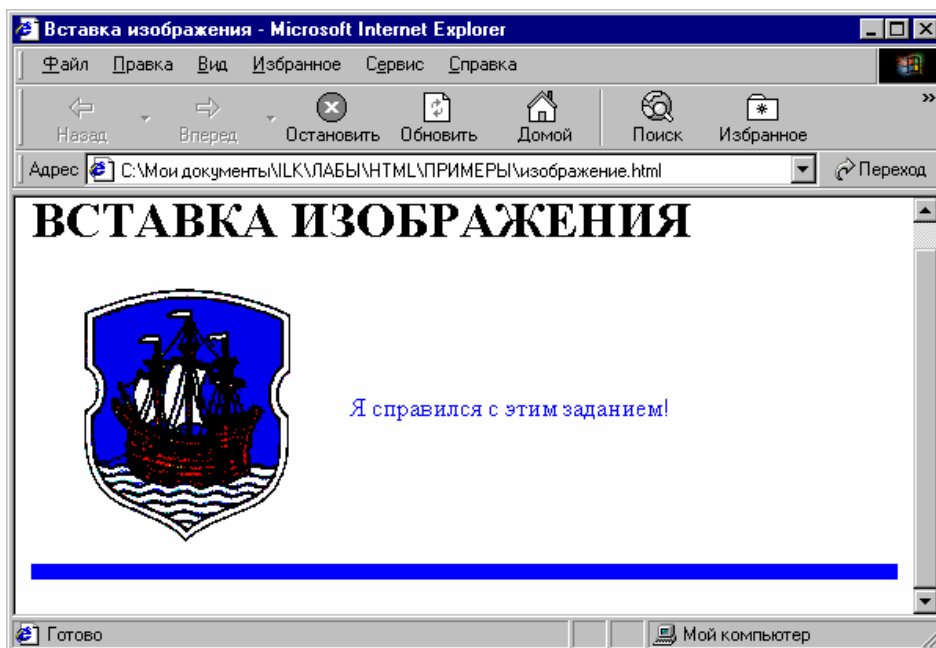 Вставка изображения - Microsoft Internet Explorer
Файл Правка Вид Избранное Сервис Справка
Назад Вперед Остановить Обновить Домой Поиск Избранное »
Адрес C:\Мои документы\ILK\ЛАБЫ\HTML\ПРИМЕРЫ\изображение.html Переход
ВСТАВКА ИЗОБРАЖЕНИЯ
Я справился с этим заданием!
Готово Мой компьютер